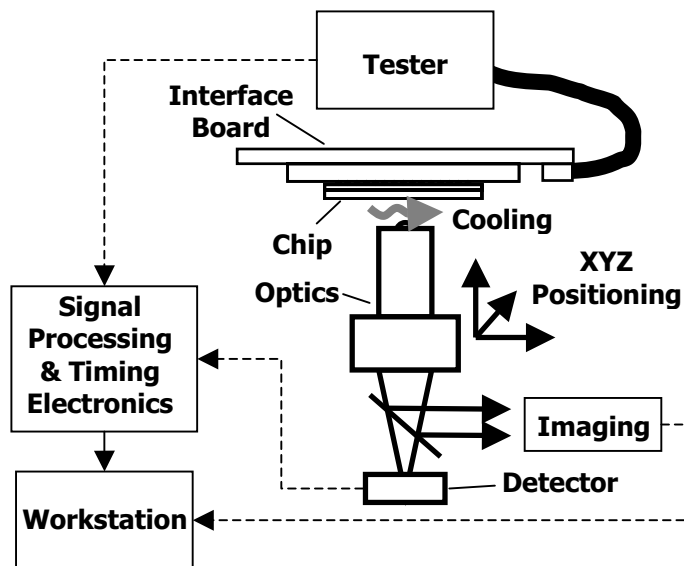 Tester
Interface
Board
Chip
Cooling
Optics
XYZ
Positioning
Signal
Processing
& Timing
Electronics
Imaging
Detector
Workstation